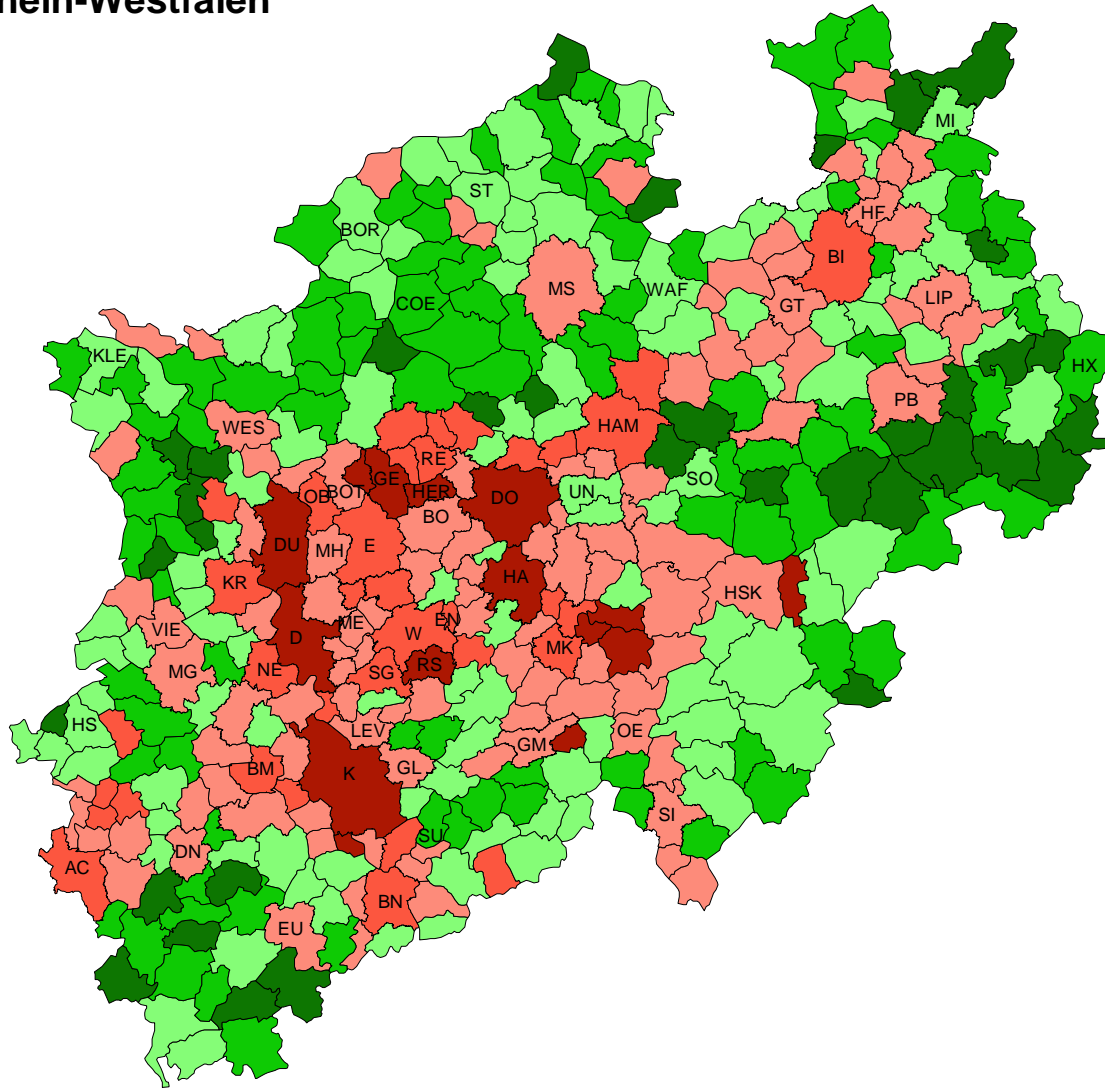 hein-Westfalen
MI
ST
HF
BOR
BI
MS
WAF
LIP
COE
GT
KLE
HX
PB
WES
HAM
RE
GE
SO
BOT
HER
UN
OB
DO
BO
DU
MH
E
HA
KR
HSK
ME
EN
VIE
D
W
MK
RS
MG
NE
SG
HS
LEV
OE
GM
BM
K
GL
SI
SU
DN
AC
BN
EU